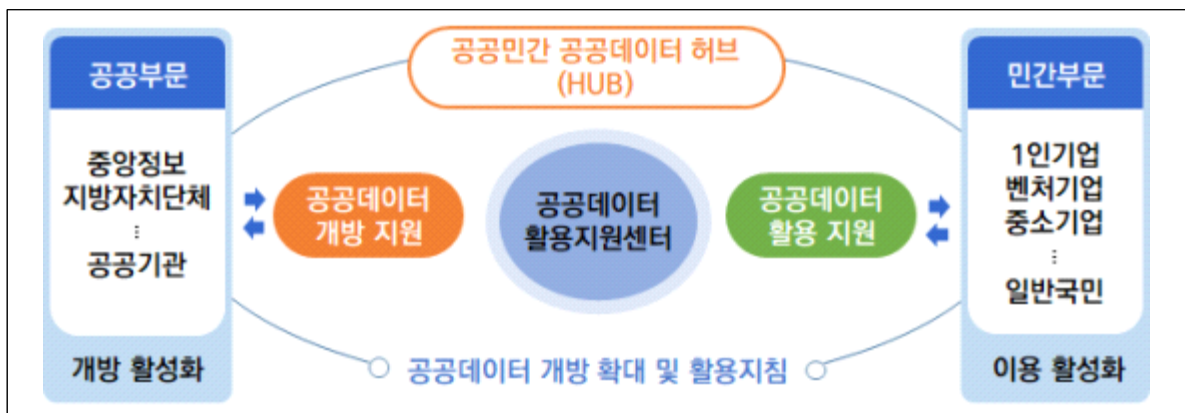 공공민간 공공데이터 허브
(HUB)
공공부문
중앙정보
지방자치단체
⋮
공공기관
개방 활성화
공공데이터
개방 지원
공공데이터
활용지원센터
공공데이터
활용 지원
민간부문
1인기업
벤처기업
중소기업
⋮
일반국민
이용 활성화
공공데이터 개방 확대 및 활용지침